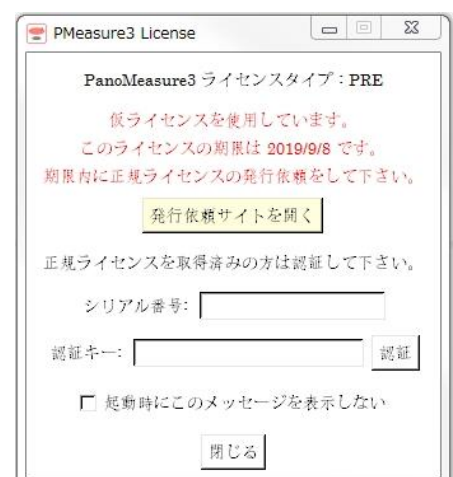 PMeasure3 License
PanoMeasure3 ライセンスタイプ：PRE
仮ライセンスを使用しています。
このライセンスの期限は 2019/9/8 です。
期限内に正規ライセンスの発行依頼をして下さい。
発行依頼サイトを開く
正規ライセンスを取得済みの方は認証して下さい。
シリアル番号:
認証キー: 認証
起動時にこのメッセージを表示しない
閉じる